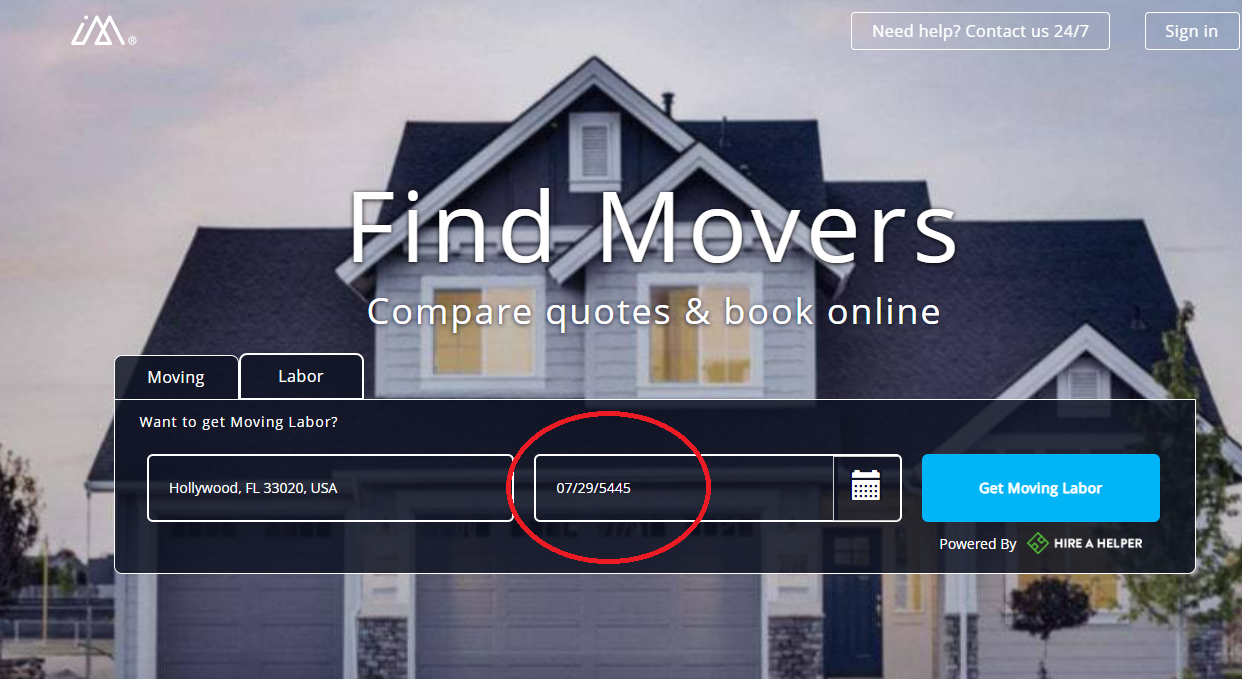 iMM®
Need help? Contact us 24/7
Sign in
Find Movers
Compare quotes & book online
Moving
Labor
Want to get Moving Labor?
Hollywood, FL 33020, USA
07/29/5445
Get Moving Labor
Powered By HIRE A HELPER